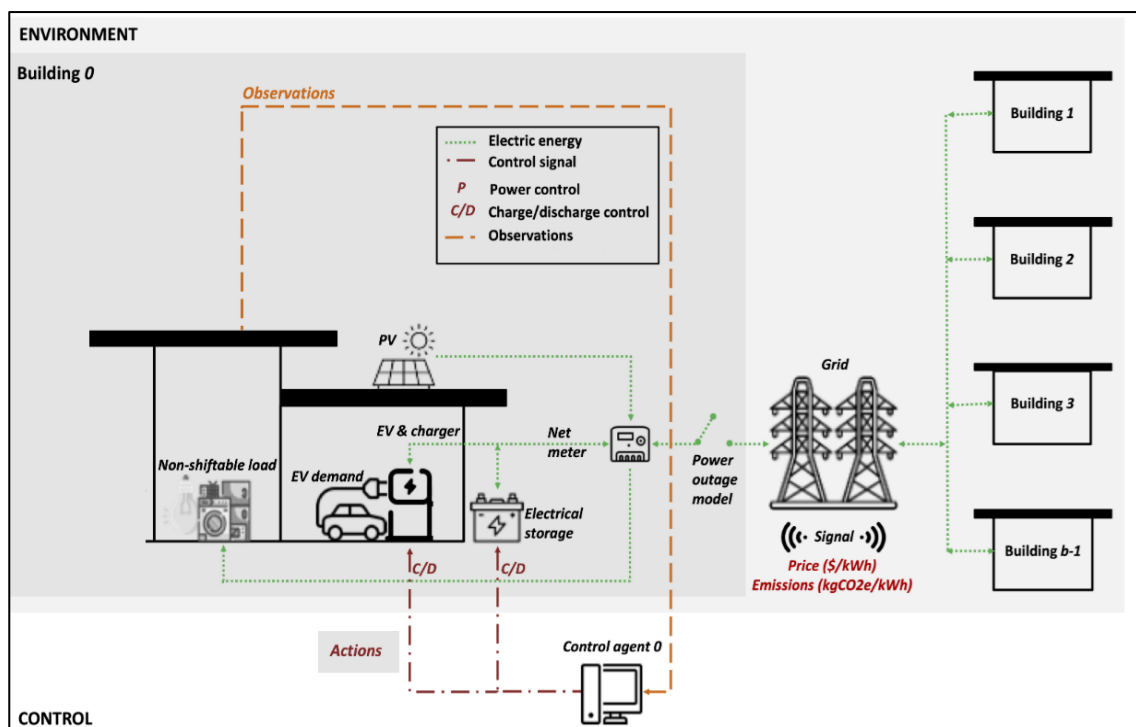 ENVIRONMENT
Building 0
Observations
Electric energy
Control signal
P Power control
C/D Charge/discharge control
Observations
Building 1
Building 2
Building 3
Building b-1
PV
Grid
EV & charger
Net
meter
Non-shiftable load
EV demand
Power
outage
model
Electrical
storage
Signal
Price ($/kWh)
Emissions (kgCO2e/kWh)
C/D
C/D
Actions
Control agent 0
CONTROL